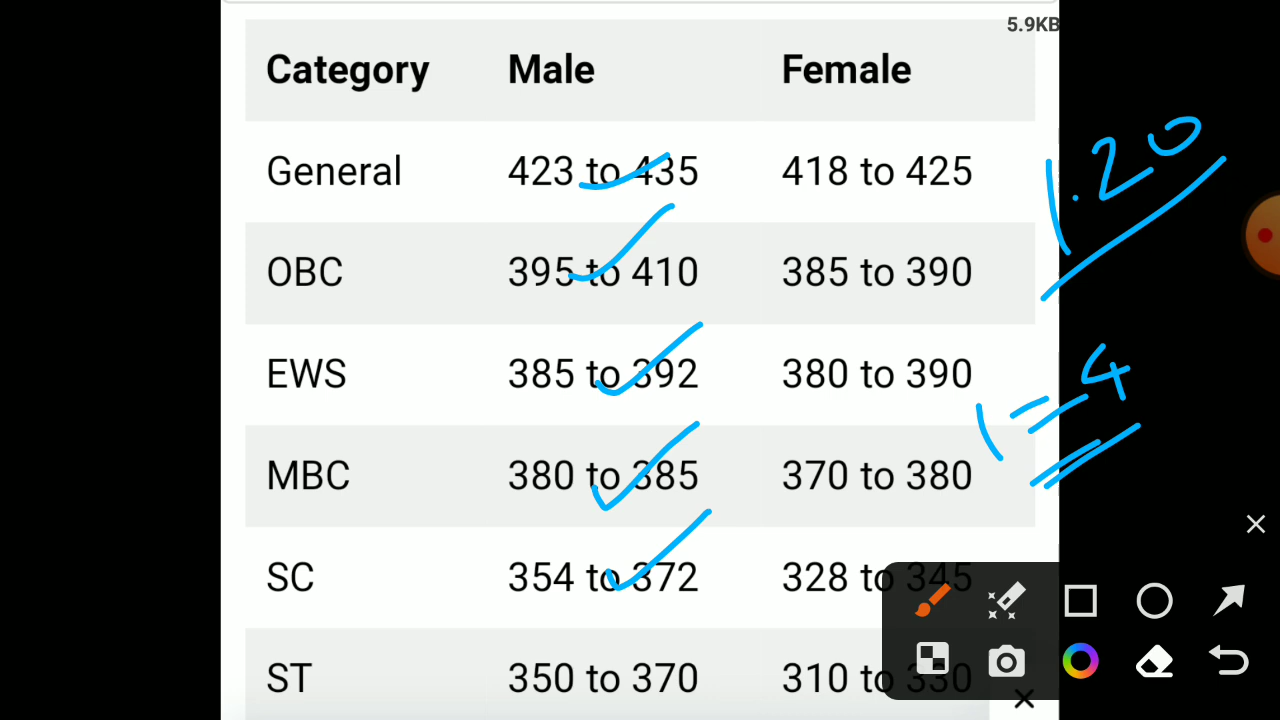 5.9KB
Category Male Female
General 423 to 435 418 to 425
.20
OBC 395 to 410 385 to 390
EWS 385 to 392 380 to 390
= 4
MBC 380 to 385 370 to 380
SC 354 to 372 328 to 345
ST 350 to 370 310 to 330